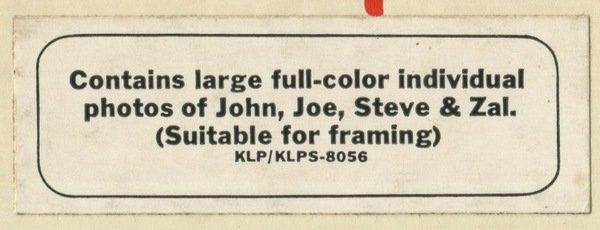 Contains large full-color individual
photos of John, Joe, Steve & Zal.
(Suitable for framing)
KLP/KLPS-8056